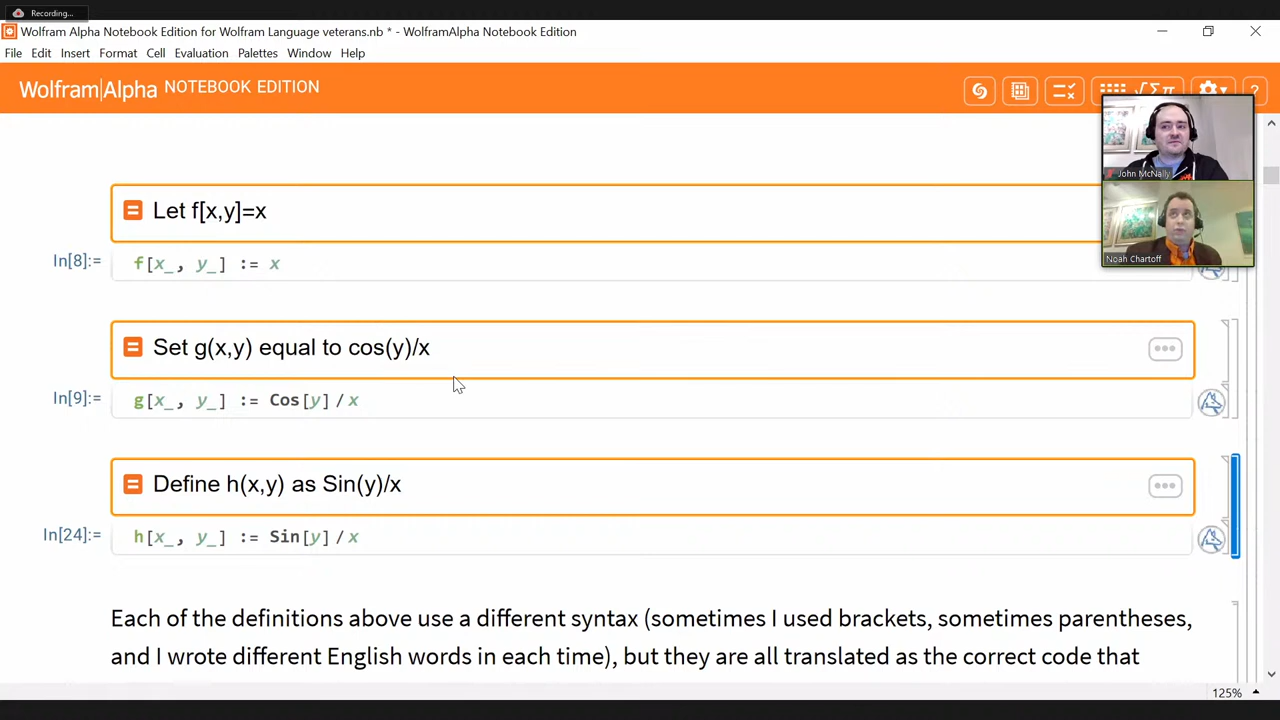 Recording...
Wolfram Alpha Notebook Edition for Wolfram Language veterans.nb * - WolframAlpha Notebook Edition
File Edit Insert Format Cell Evaluation Palettes Window Help
Wolfram|Alpha NOTEBOOK EDITION
√Σπ
?
John McNally
Noah Chartoff
Let f[x,y]=x
In[8]:= f[x_, y_] := x
Set g(x,y) equal to cos(y)/x
In[9]:= g[x_, y_] := Cos[y] / x
Define h(x,y) as Sin(y)/x
In[24]:= h[x_, y_] := Sin[y] / x
Each of the definitions above use a different syntax (sometimes I used brackets, sometimes parentheses,
and I wrote different English words in each time), but they are all translated as the correct code that
125%